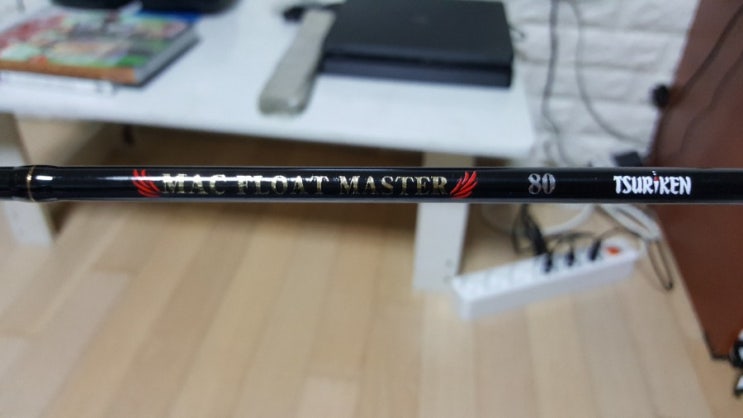 MAC FLOAT MASTER 80 TSURIKEN